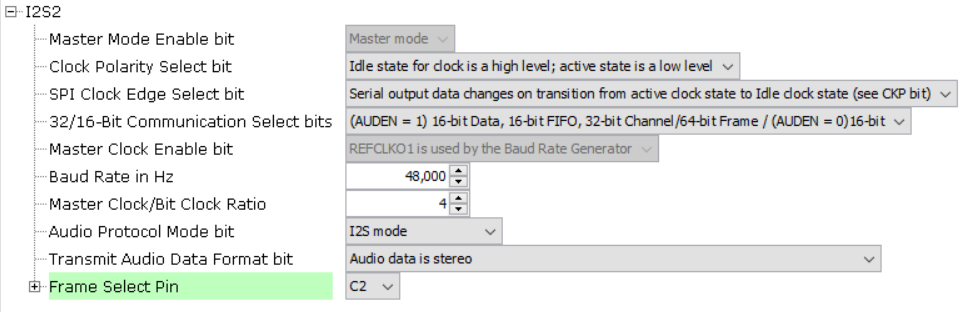 I2S2
Master Mode Enable bit Master mode
Clock Polarity Select bit Idle state for clock is a high level; active state is a low level
SPI Clock Edge Select bit Serial output data changes on transition from active clock state to Idle clock state (see CKP bit)
32/16-Bit Communication Select bits (AUDEN = 1) 16-bit Data, 16-bit FIFO, 32-bit Channel/64-bit Frame / (AUDEN = 0)16-bit
Master Clock Enable bit REFCLKO1 is used by the Baud Rate Generator
Baud Rate in Hz 48,000
Master Clock/Bit Clock Ratio 4
Audio Protocol Mode bit I2S mode
Transmit Audio Data Format bit Audio data is stereo
Frame Select Pin C2